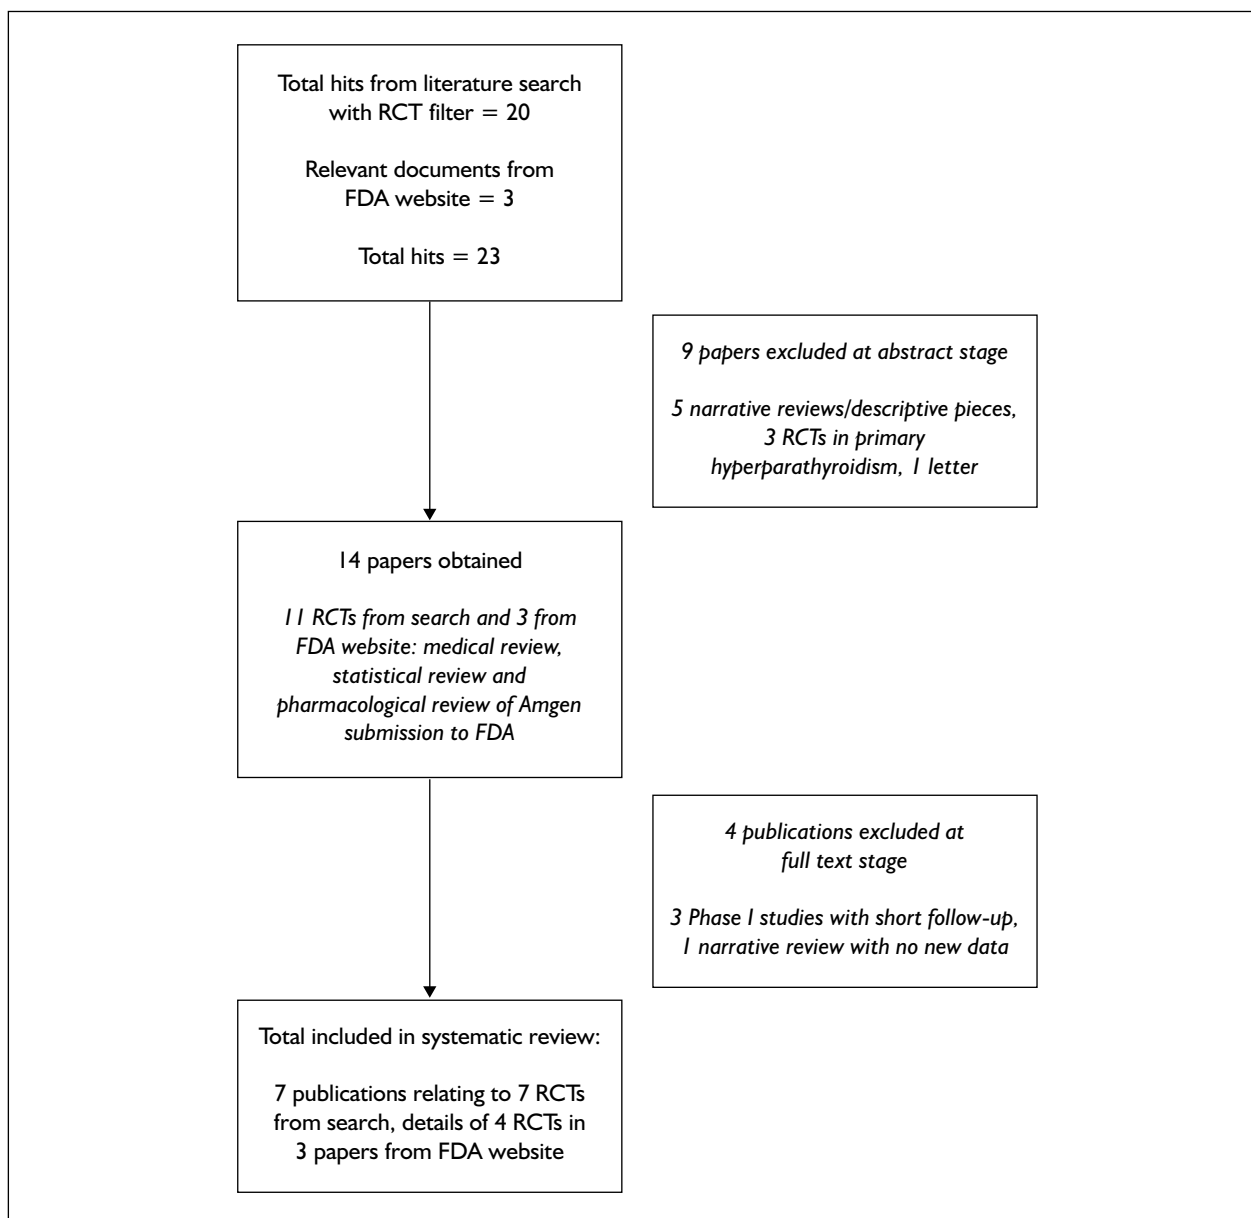 Total hits from literature search
with RCT filter = 20
Relevant documents from
FDA website = 3
Total hits = 23
9 papers excluded at abstract stage
5 narrative reviews/descriptive pieces,
3 RCTs in primary
hyperparathyroidism, 1 letter
14 papers obtained
11 RCTs from search and 3 from
FDA website: medical review,
statistical review and
pharmacological review of Amgen
submission to FDA
4 publications excluded at
full text stage
3 Phase I studies with short follow-up,
1 narrative review with no new data
Total included in systematic review:
7 publications relating to 7 RCTs
from search, details of 4 RCTs in
3 papers from FDA website